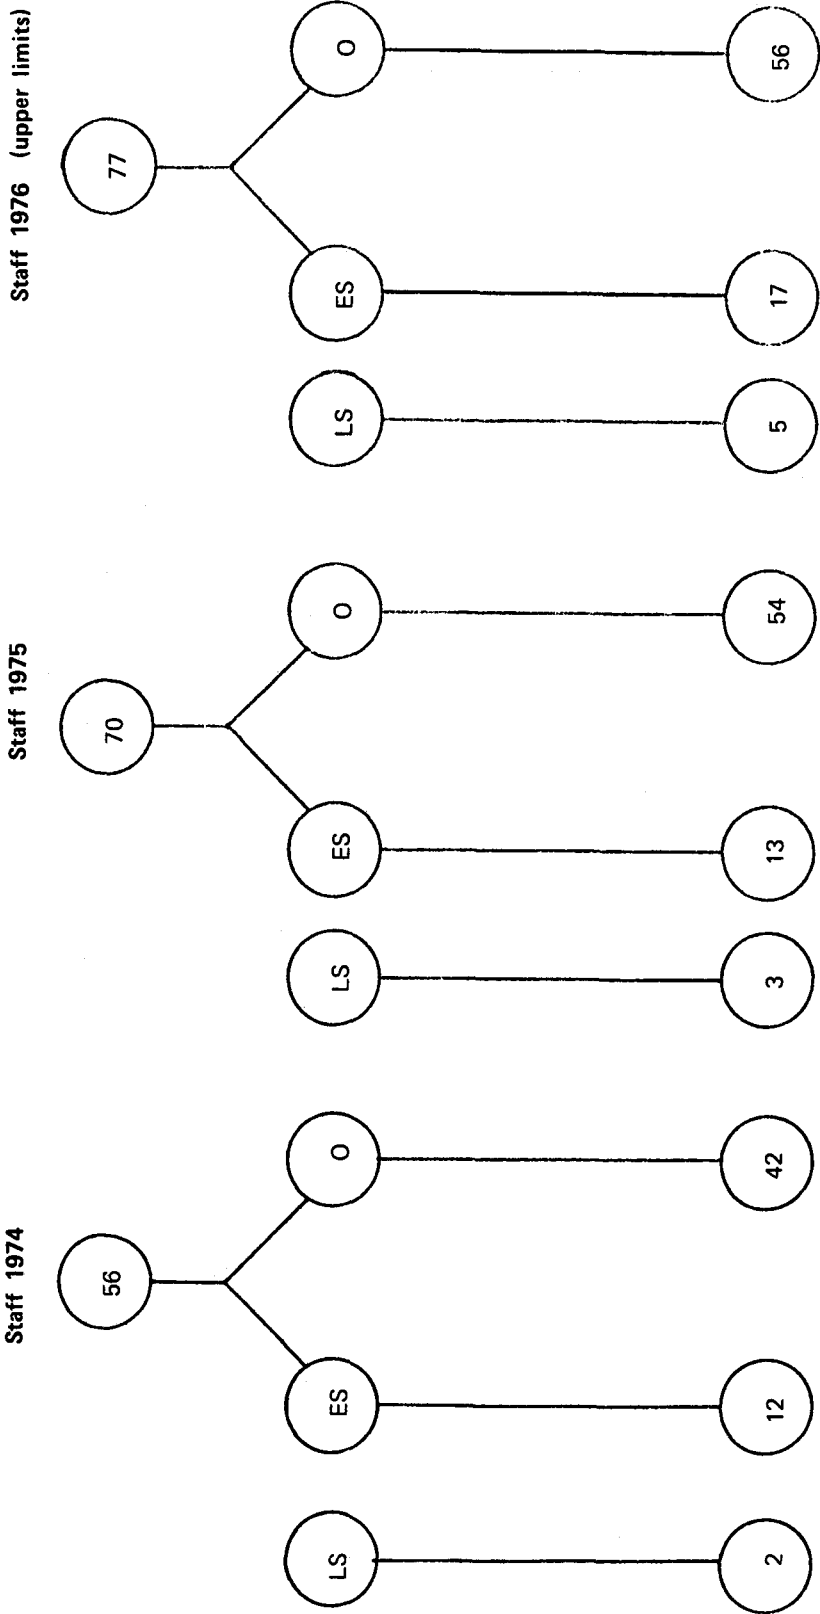 Staff 1974
56
LS ES O
2 12 42
Staff 1975
70
LS ES O
3 13 54
Staff 1976 (upper limits)
77
LS ES O
5 17 56